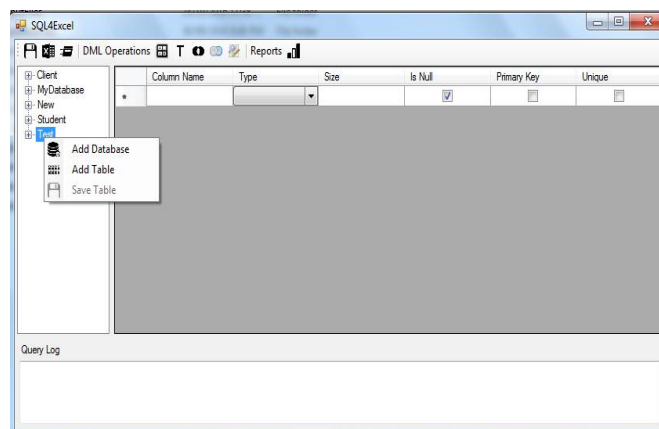 SQL4Excel
DML Operations T Reports
Client
MyDatabase
New
Student
Test
Column Name Type Size Is Null Primary Key Unique
*
Add Database
Add Table
Save Table
Query Log